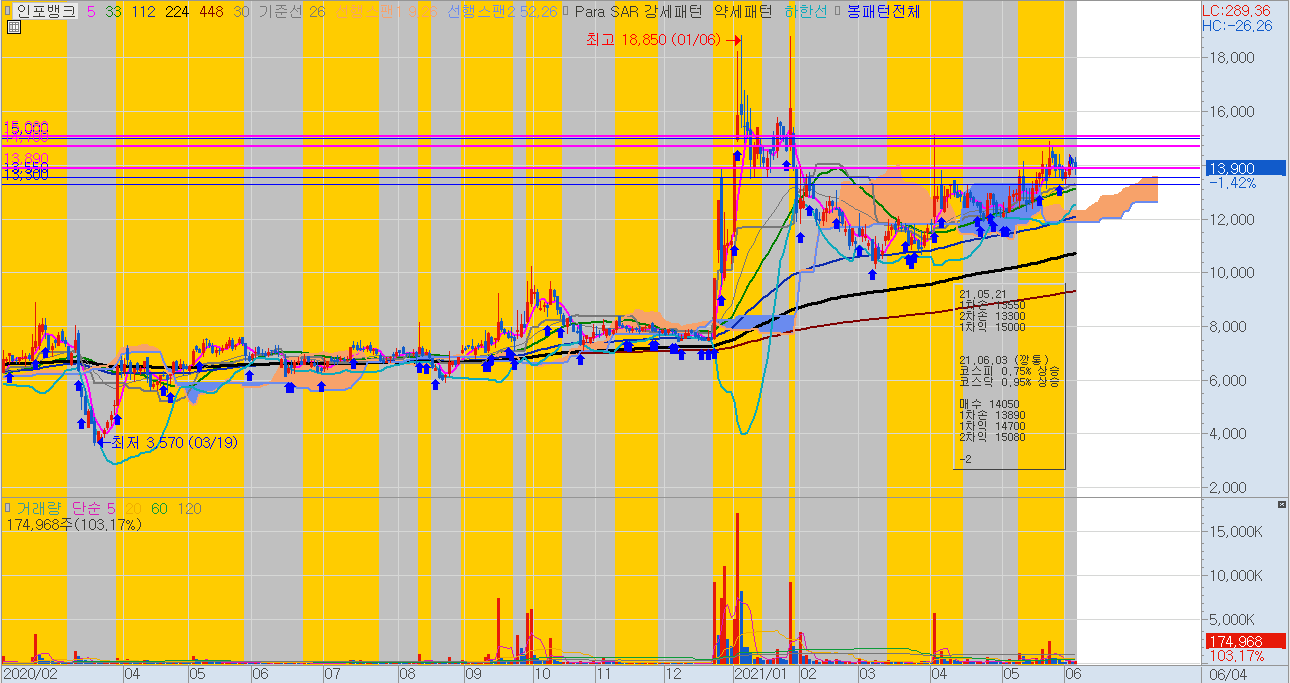 인포뱅크 5 33 112 224 448 30 기준선 26 선행스팬1 9,26 선행스팬2 52,26 Para SAR 강세패턴 약세패턴 하한선 봉패턴전체
LC:289,36
HC:-26,26
최고 18,850 (01/06)
18,000
16,000
15,000
13,890
13,550
13,300
13,900
-1,42%
12,000
10,000
8,000
6,000
4,000
2,000
최저 3,570 (03/19)
21,05,21
1차손 13550
2차손 13300
1차익 15000
21,06,03 (깡통)
코스피 0,75% 상승
코스닥 0,95% 상승
매수 14050
1차손 13890
1차익 14700
2차익 15080
-2
거래량 단순 5 20 60 120
174,968주(103,17%)
15,000K
10,000K
5,000K
174,968
103,17%
2020/02 04 05 06 07 08 09 10 11 12 2021/01 02 03 04 05 06 06/04